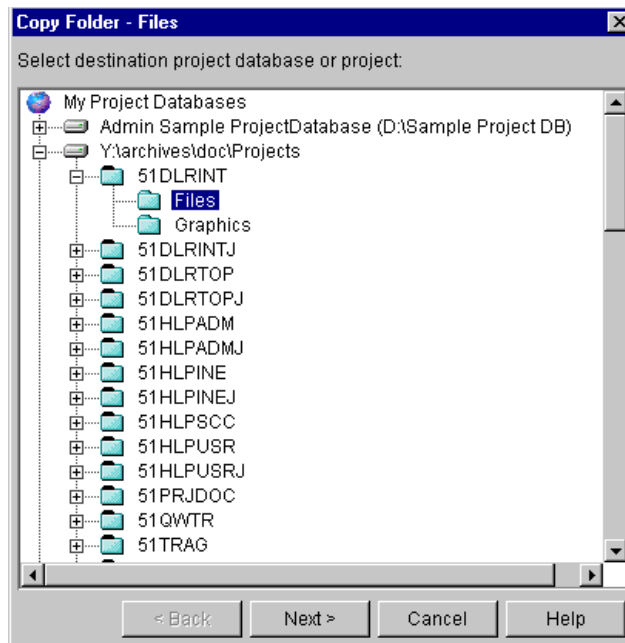 Copy Folder - Files
Select destination project database or project:
My Project Databases
Admin Sample ProjectDatabase (D:\Sample Project DB)
Y:\archives\doc\Projects
51DLRINT
Files
Graphics
51DLRINTJ
51DLRTOP
51DLRTOPJ
51HLPADM
51HLPADMJ
51HLPINE
51HLPINEJ
51HLPSCC
51HLPUSR
51HLPUSRJ
51PRJDOC
51QWTR
51TRAG
< Back Next > Cancel Help